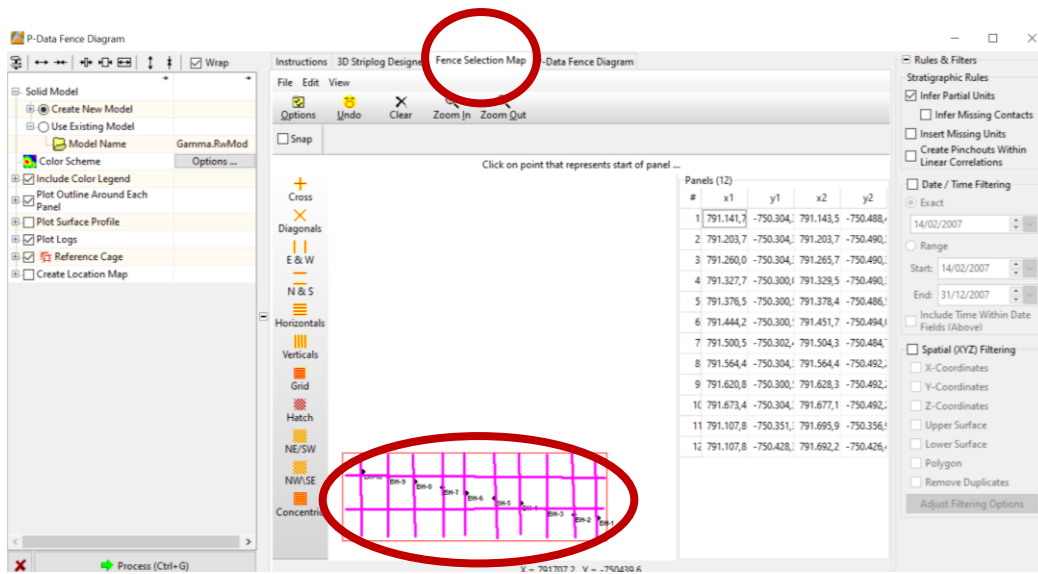 P-Data Fence Diagram
Wrap
Solid Model
Create New Model
Use Existing Model
Model Name Gamma.RwMod
Color Scheme Options ...
Include Color Legend
Plot Outline Around Each
Panel
Plot Surface Profile
Plot Logs
Reference Cage
Create Location Map
Process (Ctrl+G)
Instructions 3D Striplog Designe Fence Selection Map P-Data Fence Diagram
File Edit View
Options Undo Clear Zoom In Zoom Out
Snap
Click on point that represents start of panel ...
Cross
Diagonals
E & W
N & S
Horizontals
Verticals
Grid
Hatch
NE/SW
NW\SE
Concentric
BH-9
BH-8
BH-7
BH-6
BH-5
BH-3
BH-2
BH-1
Panels (12)
# x1 y1 x2 y2
1 791.141,7 -750.304, 791.143,5 -750.488,
2 791.203,7 -750.304, 791.203,7 -750.490,
3 791.260,0 -750.304, 791.265,7 -750.490,
4 791.327,7 -750.300, 791.329,5 -750.490,
5 791.376,5 -750.300, 791.378,4 -750.486,
6 791.444,2 -750.300, 791.451,7 -750.494,
7 791.500,5 -750.302, 791.504,3 -750.484,
8 791.564,4 -750.304, 791.564,4 -750.492,
9 791.620,8 -750.300, 791.628,3 -750.492,
10 791.673,4 -750.304, 791.677,1 -750.492,
11 791.107,8 -750.351, 791.695,9 -750.356,
12 791.107,8 -750.428, 791.692,2 -750.426,
X = 791707.2 Y = -750439.6
Rules & Filters
Stratigraphic Rules
Infer Partial Units
Infer Missing Contacts
Insert Missing Units
Create Pinchouts Within
Linear Correlations
Date / Time Filtering
Exact
14/02/2007
Range
Start: 14/02/2007
End: 31/12/2007
Include Time Within Date
Fields (Above)
Spatial (XYZ) Filtering
X-Coordinates
Y-Coordinates
Z-Coordinates
Upper Surface
Lower Surface
Polygon
Remove Duplicates
Adjust Filtering Options